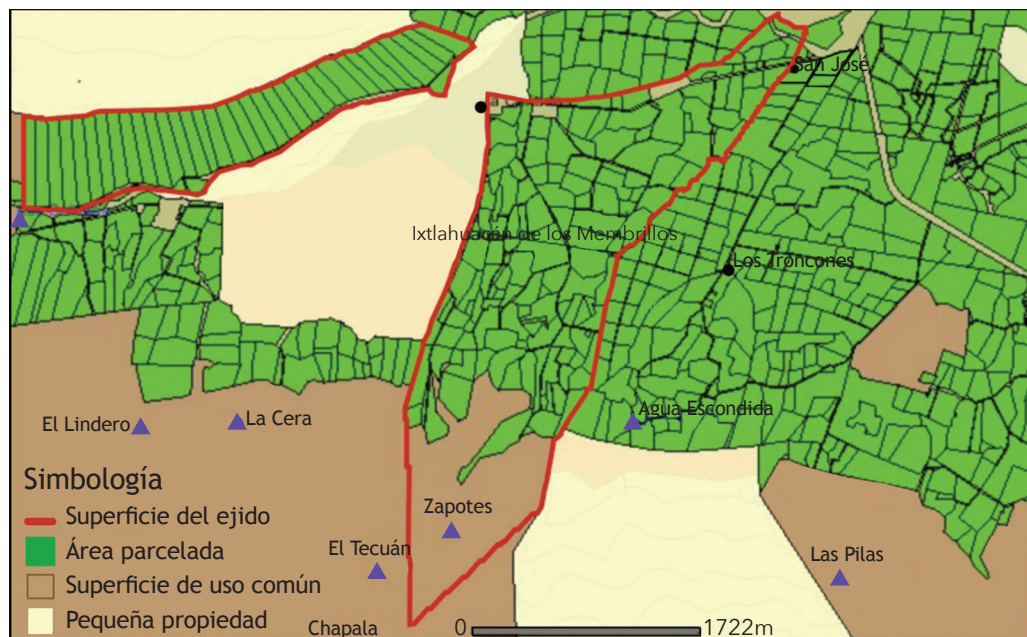 San José
a
Ixtlahuacán de los Membrillos
Los Troncones
Agua Escondida
El Lindero
La Cera
Simbología
Superficie del ejido
Área parcelada
Superficie de uso común
Pequeña propiedad
Zapotes
El Tecuán
Las Pilas
Chapala
0 1722m